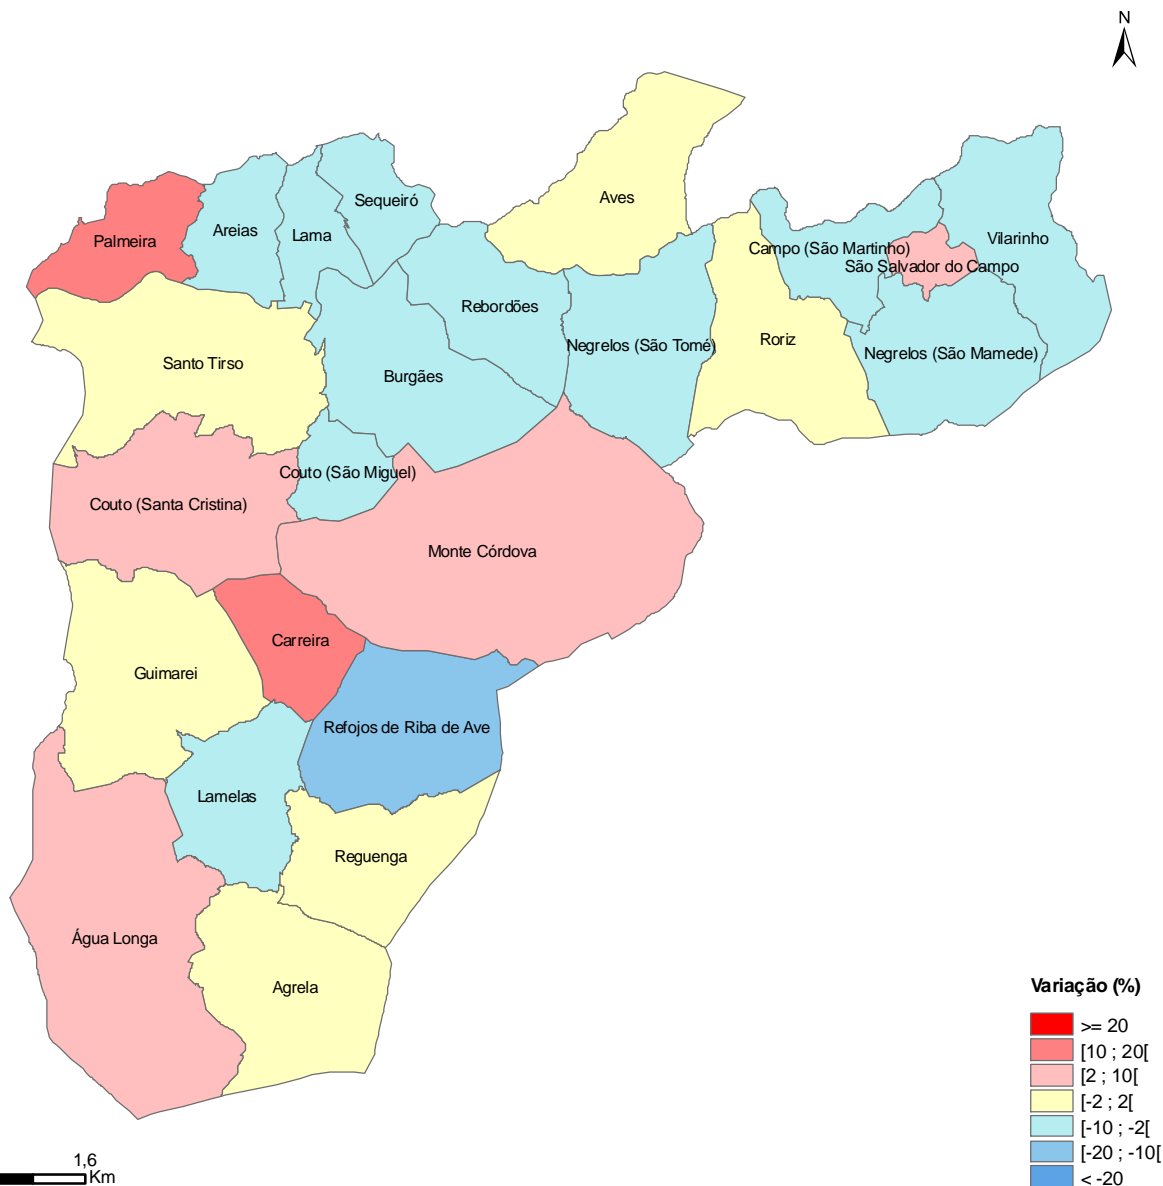 N
Aves
Sequeiró
Areias
Lama
Palmeira
Campo (São Martinho)
Vilarinho
São Salvador do Campo
Rebordões
Negrelos (São Tomé)
Roriz
Negrelos (São Mamede)
Santo Tirso
Burgães
Couto (São Miguel)
Couto (Santa Cristina)
Monte Córdova
Carreira
Guimarei
Refojos de Riba de Ave
Lamelas
Reguenga
Água Longa
Agrela
Variação (%)
>= 20
[10 ; 20[
[2 ; 10[
[-2 ; 2[
[-10 ; -2[
[-20 ; -10[
< -20
1,6
Km